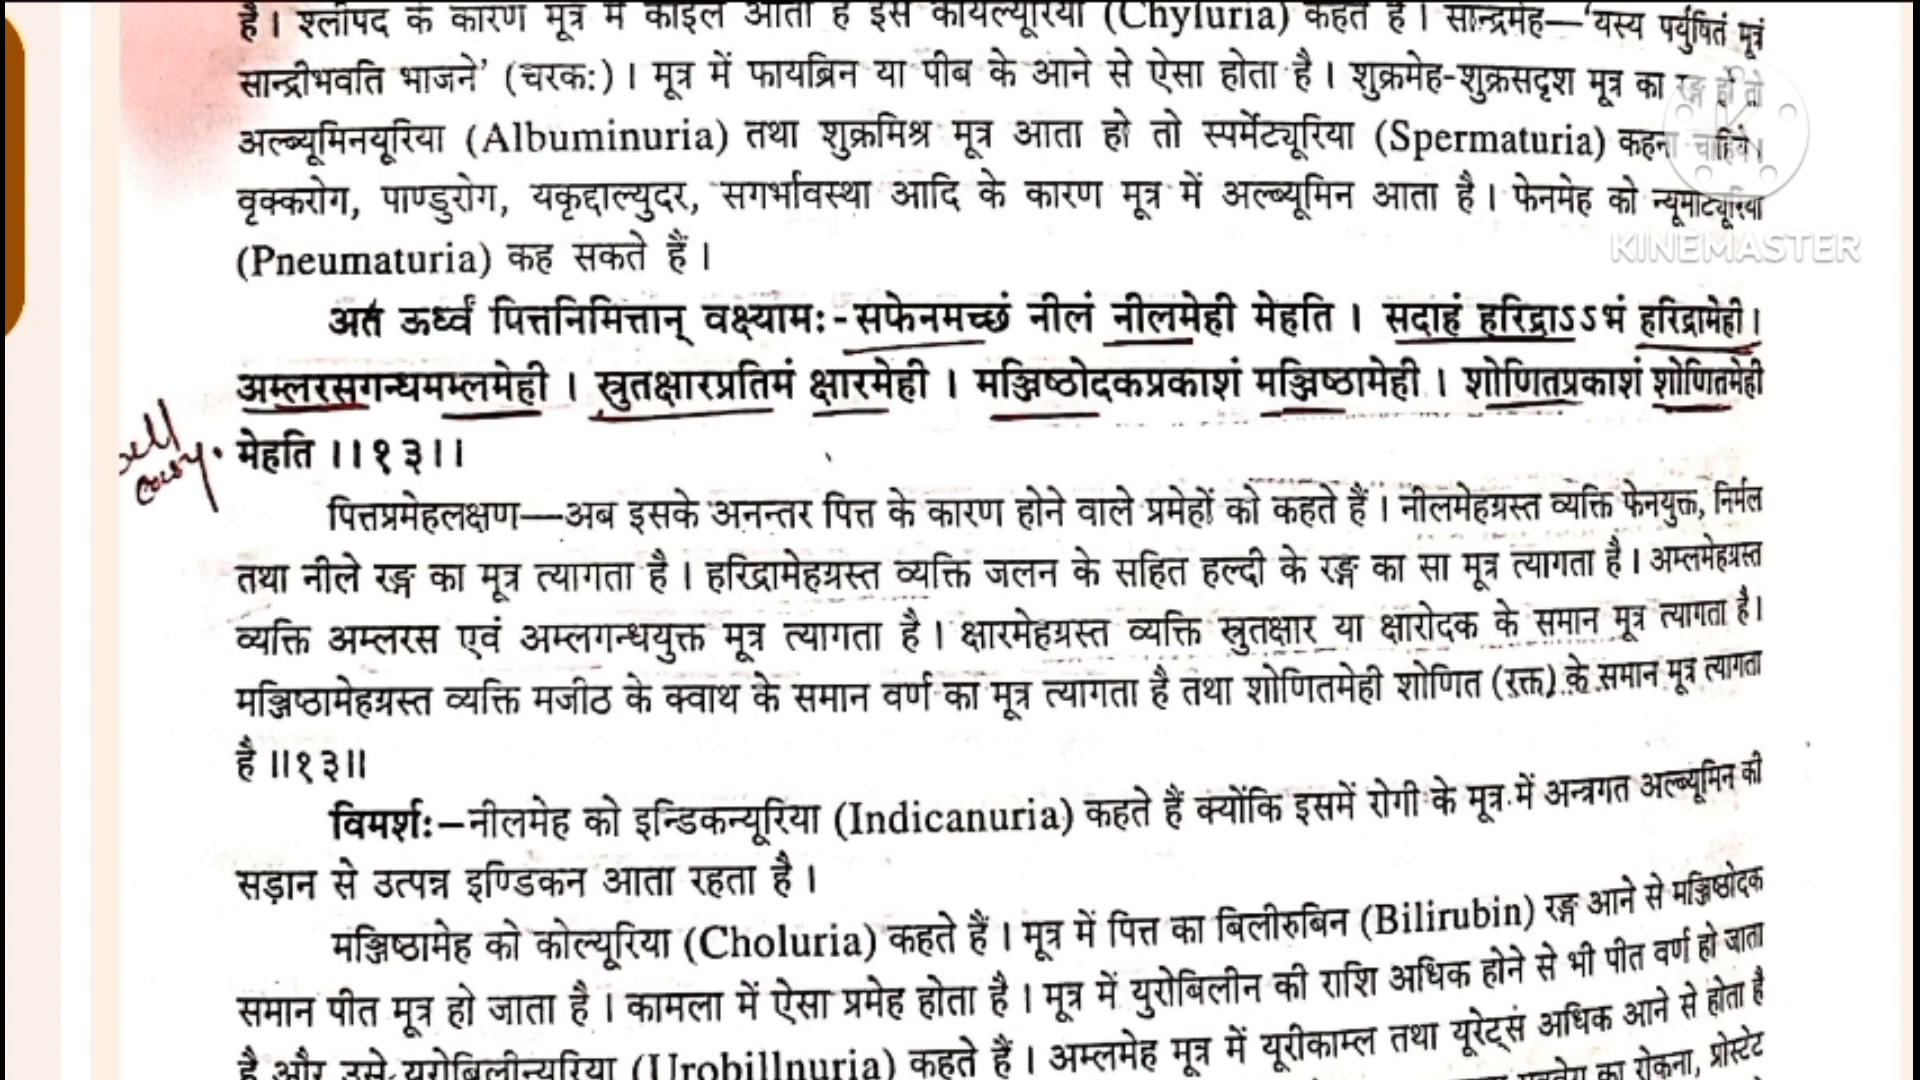 है। श्लीपद के कारण मूत्र में काइल आता है इसे कायल्यूरिया (Chyluria) कहते हैं। सान्द्रमेह—'यस्य पर्युषितं मूत्रं
सान्द्रीभवति भाजने' (चरक:)। मूत्र में फायब्रिन या पीब के आने से ऐसा होता है। शुक्रमेह-शुक्रसदृश मूत्र का रङ्ग हो तो
अल्ब्यूमिनयूरिया (Albuminuria) तथा शुक्रमिश्र मूत्र आता हो तो स्पर्मेट्यूरिया (Spermaturia) कहना चाहिये।
वृक्करोग, पाण्डुरोग, यकृद्दाल्युदर, सगर्भावस्था आदि के कारण मूत्र में अल्ब्यूमिन आता है। फेनमेह को न्यूमाट्यूरिया
KINEMASTER
(Pneumaturia) कह सकते हैं।
अत ऊर्ध्वं पित्तनिमित्तान् वक्ष्यामः-सफेनमच्छं नीलं नीलमेही मेहति। सदाहं हरिद्राऽऽभं हरिद्रामेही।
अम्लरसगन्धमम्लमेही। स्रुतक्षारप्रतिमं क्षारमेही। मञ्जिष्ठोदकप्रकाशं मञ्जिष्ठामेही। शोणितप्रकाशं शोणितमेही
मेहति ।।१३।।
पित्तप्रमेहलक्षण—अब इसके अनन्तर पित्त के कारण होने वाले प्रमेहों को कहते हैं। नीलमेहग्रस्त व्यक्ति फेनयुक्त, निर्मल
तथा नीले रङ्ग का मूत्र त्यागता है। हरिद्रामेहग्रस्त व्यक्ति जलन के सहित हल्दी के रङ्ग का सा मूत्र त्यागता है। अम्लमेहग्रस्त
व्यक्ति अम्लरस एवं अम्लगन्धयुक्त मूत्र त्यागता है। क्षारमेहग्रस्त व्यक्ति स्रुतक्षार या क्षारोदक के समान मूत्र त्यागता है।
मञ्जिष्ठामेहग्रस्त व्यक्ति मजीठ के क्वाथ के समान वर्ण का मूत्र त्यागता है तथा शोणितमेही शोणित (रक्त) के समान मूत्र त्यागता
है ॥१३॥
विमर्शः–नीलमेह को इन्डिकन्यूरिया (Indicanuria) कहते हैं क्योंकि इसमें रोगी के मूत्र में अन्त्रगत अल्ब्यूमिन की
सड़ान से उत्पन्न इण्डिकन आता रहता है।
मञ्जिष्ठामेह को कोल्यूरिया (Choluria) कहते हैं। मूत्र में पित्त का बिलीरुबिन (Bilirubin) रङ्ग आने से मञ्जिष्ठोदक
समान पीत मूत्र हो जाता है। कामला में ऐसा प्रमेह होता है। मूत्र में युरोबिलीन की राशि अधिक होने से भी पीत वर्ण हो जाता
है और उसे युरोबिलीन्यूरिया (Urobillnuria) कहते हैं। अम्लमेह मूत्र में यूरीकाम्ल तथा यूरेट्स अधिक आने से होता है
का रोकना, प्रोस्टेट